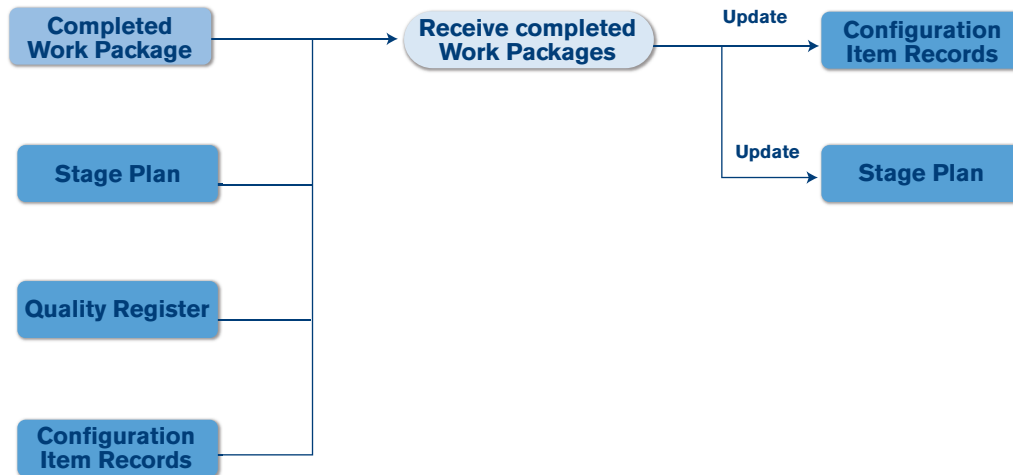 Completed
Work Package
Stage Plan
Quality Register
Configuration
Item Records
Receive completed
Work Packages
Update
Configuration
Item Records
Update
Stage Plan